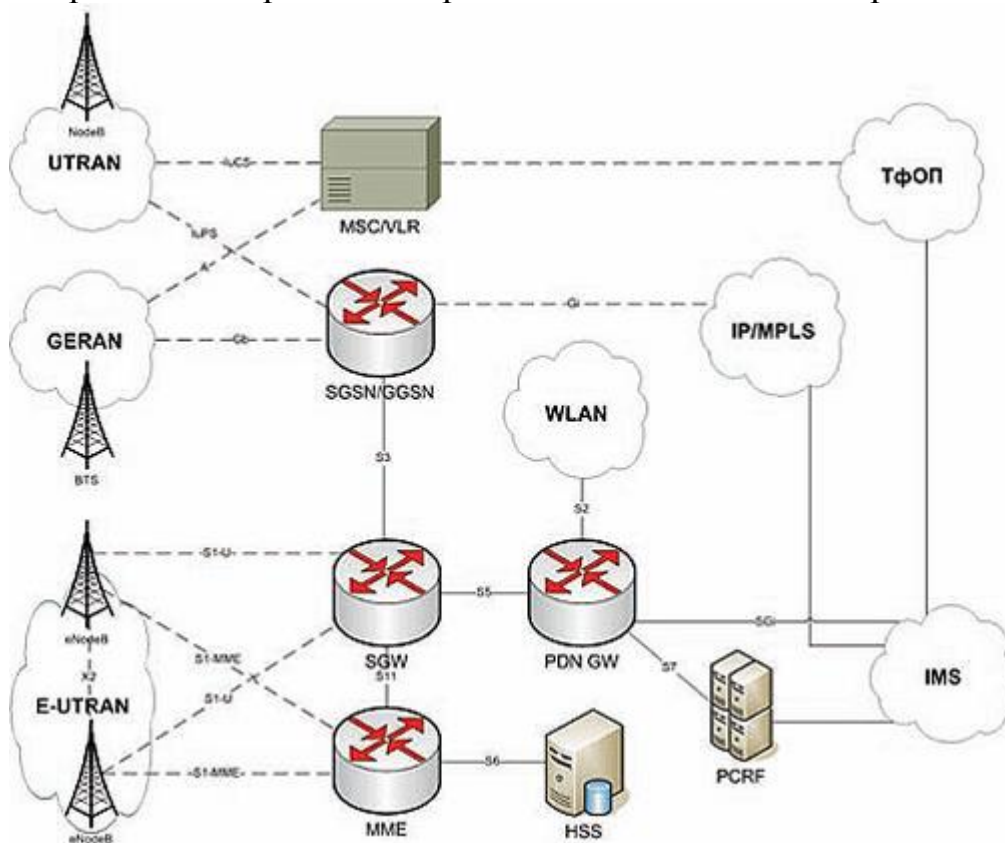 NodeB
UTRAN
IuCS
MSC/VLR
ТфОП
IuPS
A
GERAN
Gb
SGSN/GGSN
Gi
IP/MPLS
BTS
WLAN
S3
S2
S1-U
eNodeB
SGW
S5
PDN GW
SGi
X2
S1-MME
S11
S7
IMS
E-UTRAN
S1-U
PCRF
S1-MME
S6
eNodeB
MME
HSS